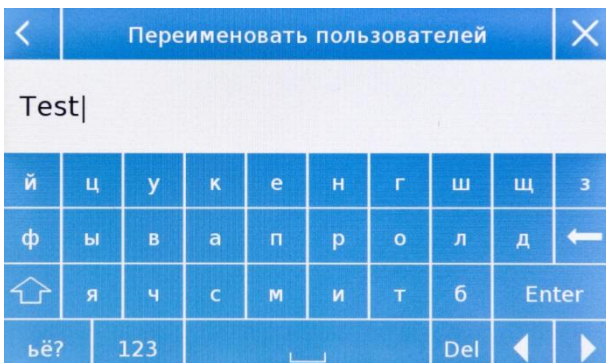 Переименовать пользователей
Test
й ц у к е н г ш щ з
ф ы в а п р о л д
я ч с м и т б Enter
ьё? 123 Del